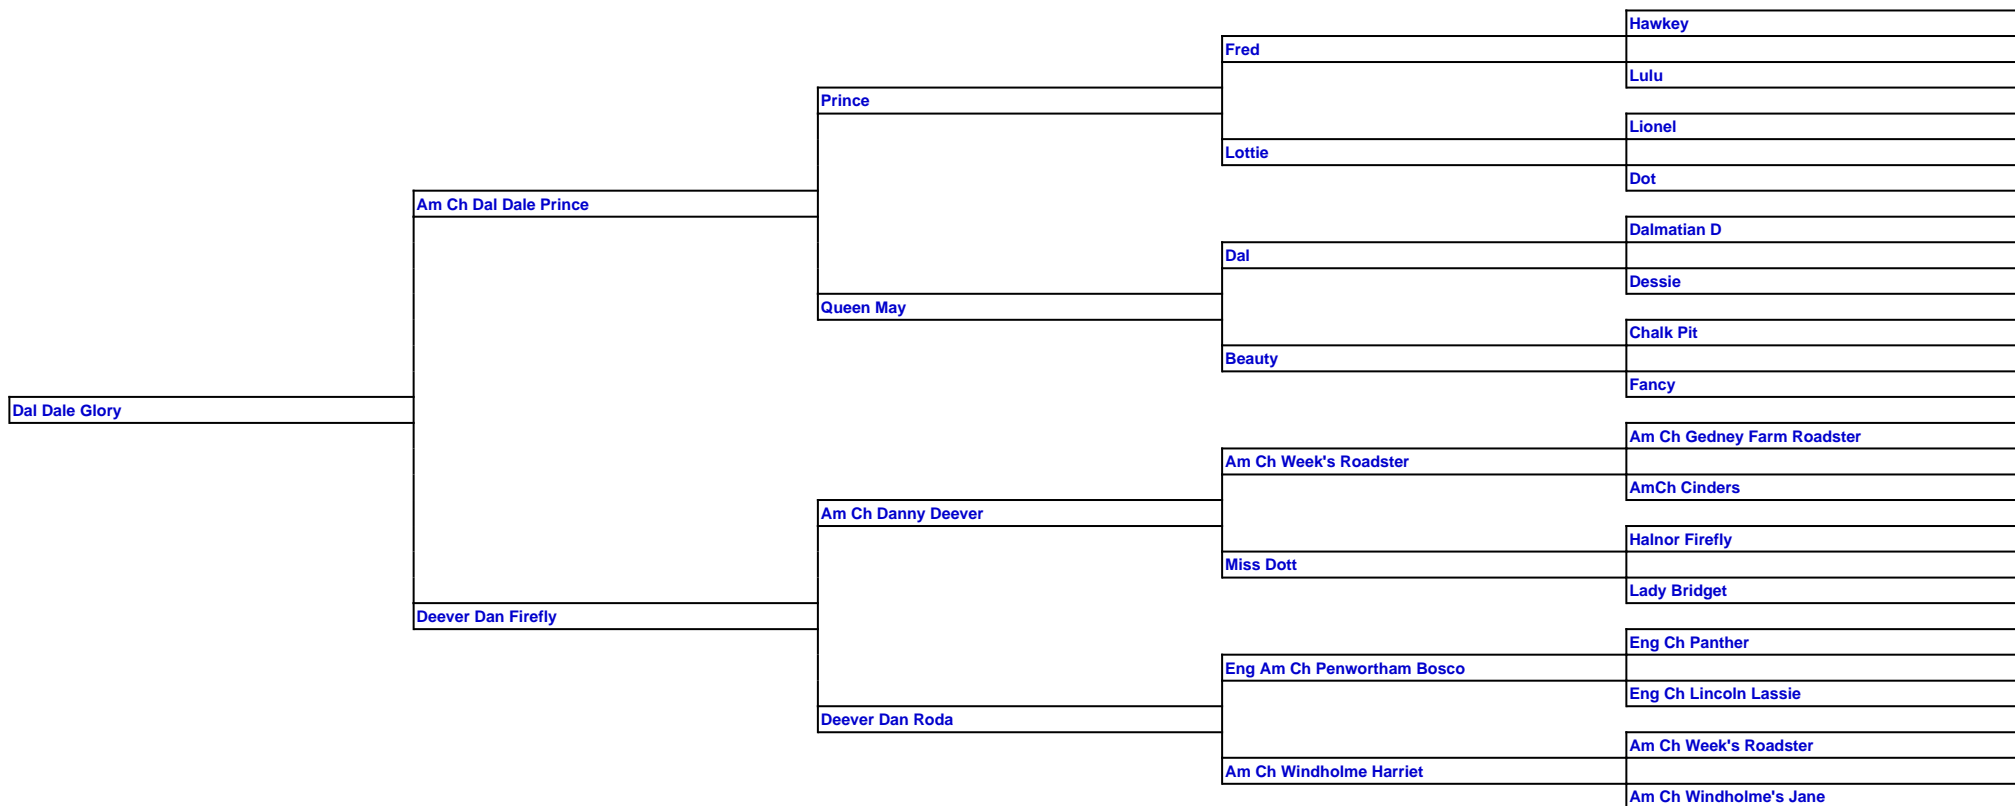 Hawkey
Fred
Lulu
Prince
Lionel
Lottie
Dot
Am Ch Dal Dale Prince
Dalmatian D
Dal
Dessie
Queen May
Chalk Pit
Beauty
Fancy
Dal Dale Glory
Am Ch Gedney Farm Roadster
Am Ch Week's Roadster
AmCh Cinders
Am Ch Danny Deever
Halnor Firefly
Miss Dott
Lady Bridget
Deever Dan Firefly
Eng Ch Panther
Eng Am Ch Penwortham Bosco
Eng Ch Lincoln Lassie
Deever Dan Roda
Am Ch Week's Roadster
Am Ch Windholme Harriet
Am Ch Windholme's Jane